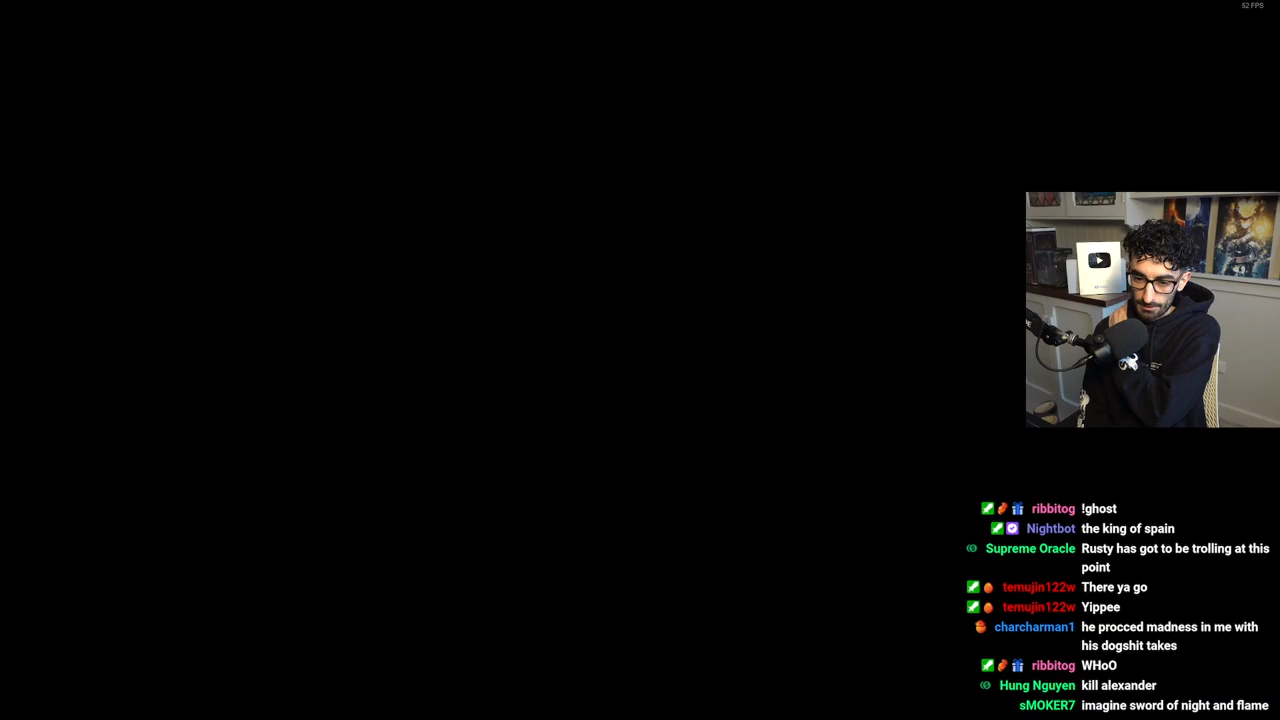 52 FPS
ribbitog !ghost
Nightbot the king of spain
Supreme Oracle Rusty has got to be trolling at this
point
temujin122w There ya go
temujin122w Yippee
charcharman1 he procced madness in me with
his dogshit takes
ribbitog WHoO
Hung Nguyen kill alexander
sMOKER7 imagine sword of night and flame